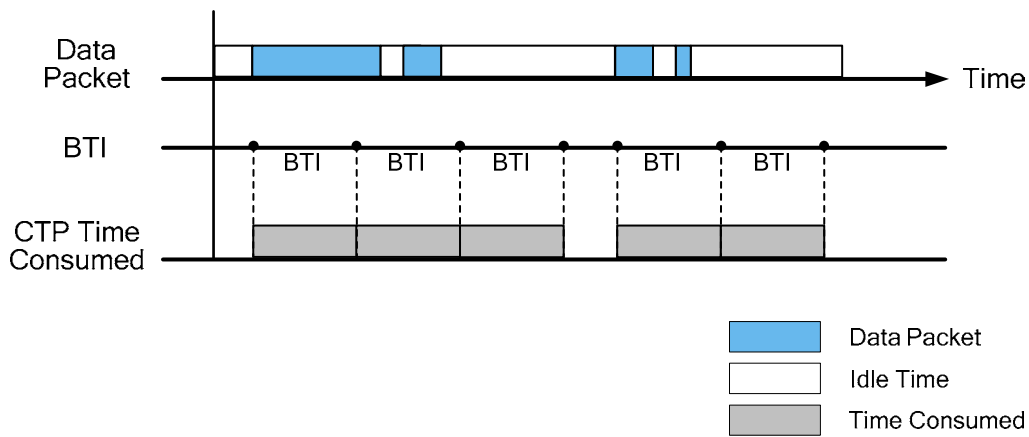 Data
Packet
Time
BTI
BTI
BTI
BTI
BTI
BTI
CTP Time
Consumed
Data Packet
Idle Time
Time Consumed